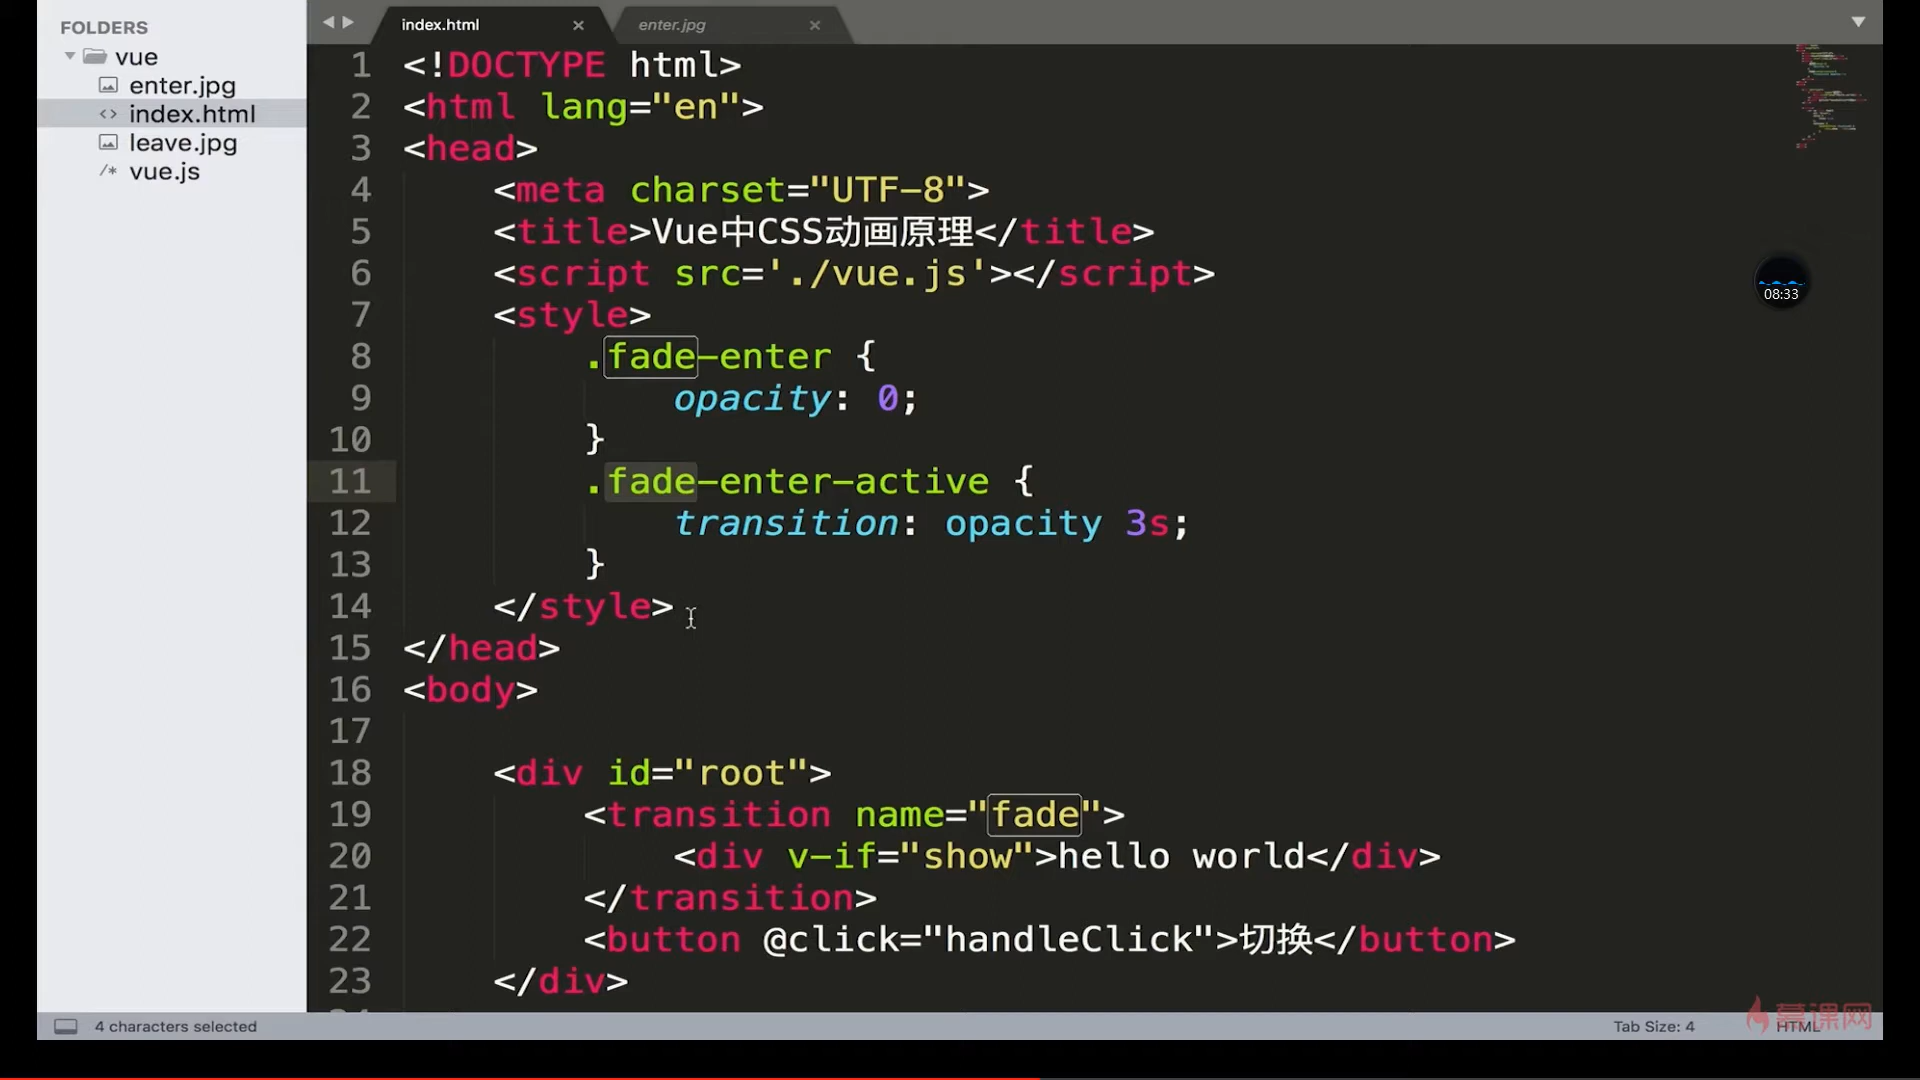 FOLDERS
vue
enter.jpg
index.html
leave.jpg
vue.js
index.html
enter.jpg
1 <!DOCTYPE html>
2 <html lang="en">
3 <head>
4 <meta charset="UTF-8">
5 <title>Vue中CSS动画原理</title>
6 <script src='./vue.js'></script>
7 <style>
8 .fade-enter {
9 opacity: 0;
10 }
11 .fade-enter-active {
12 transition: opacity 3s;
13 }
14 </style>
15 </head>
16 <body>
17
18 <div id="root">
19 <transition name="fade">
20 <div v-if="show">hello world</div>
21 </transition>
22 <button @click="handleClick">切换</button>
23 </div>
08:33
4 characters selected
Tab Size: 4
HTML
慕课网